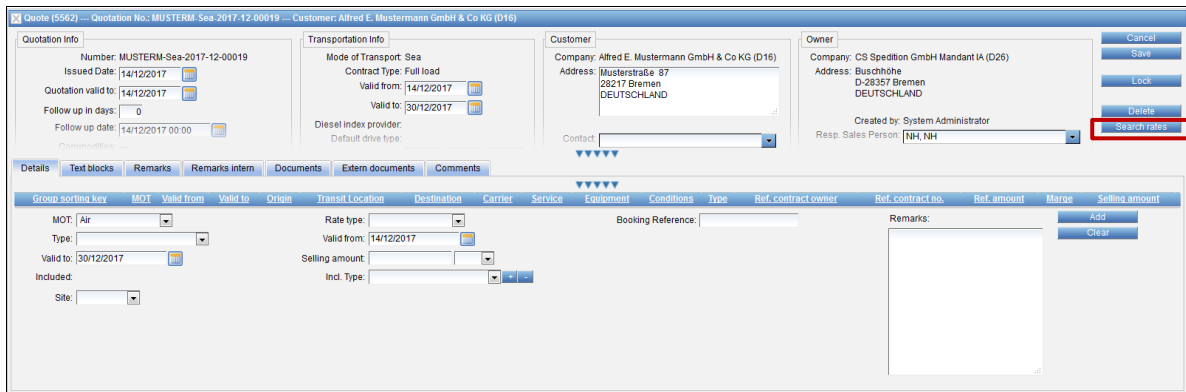 Quote (5562) --- Quotation No.: MUSTERM-Sea-2017-12-00019 --- Customer: Alfred E. Mustermann GmbH & Co KG (D16)
Quotation Info
Number: MUSTERM-Sea-2017-12-00019
Issued Date: 14/12/2017
Quotation valid to: 14/12/2017
Follow up in days: 0
Follow up date: 14/12/2017 00:00
Commodities:
Transportation Info
Mode of Transport: Sea
Contract Type: Full load
Valid from: 14/12/2017
Valid to: 30/12/2017
Diesel index provider:
Default drive type:
Customer
Company: Alfred E. Mustermann GmbH & Co KG (D16)
Address: Musterstraße 87
28217 Bremen
DEUTSCHLAND
Contact:
Owner
Company: CS Spedition GmbH Mandant IA (D26)
Address: Buschhöhe
D-28357 Bremen
DEUTSCHLAND
Created by: System Administrator
Resp. Sales Person: NH, NH
Cancel
Save
Lock
Delete
Search rates
Details Text blocks Remarks Remarks intern Documents Extern documents Comments
Group sorting key MOT Valid from Valid to Origin Transit Location Destination Carrier Service Equipment Conditions Type Ref. contract owner Ref. contract no. Ref. amount Marge Selling amount
MOT: Air
Type:
Valid to: 30/12/2017
Included:
Site:
Rate type:
Valid from: 14/12/2017
Selling amount:
Incl. Type: + -
Booking Reference:
Remarks:
Add
Clear